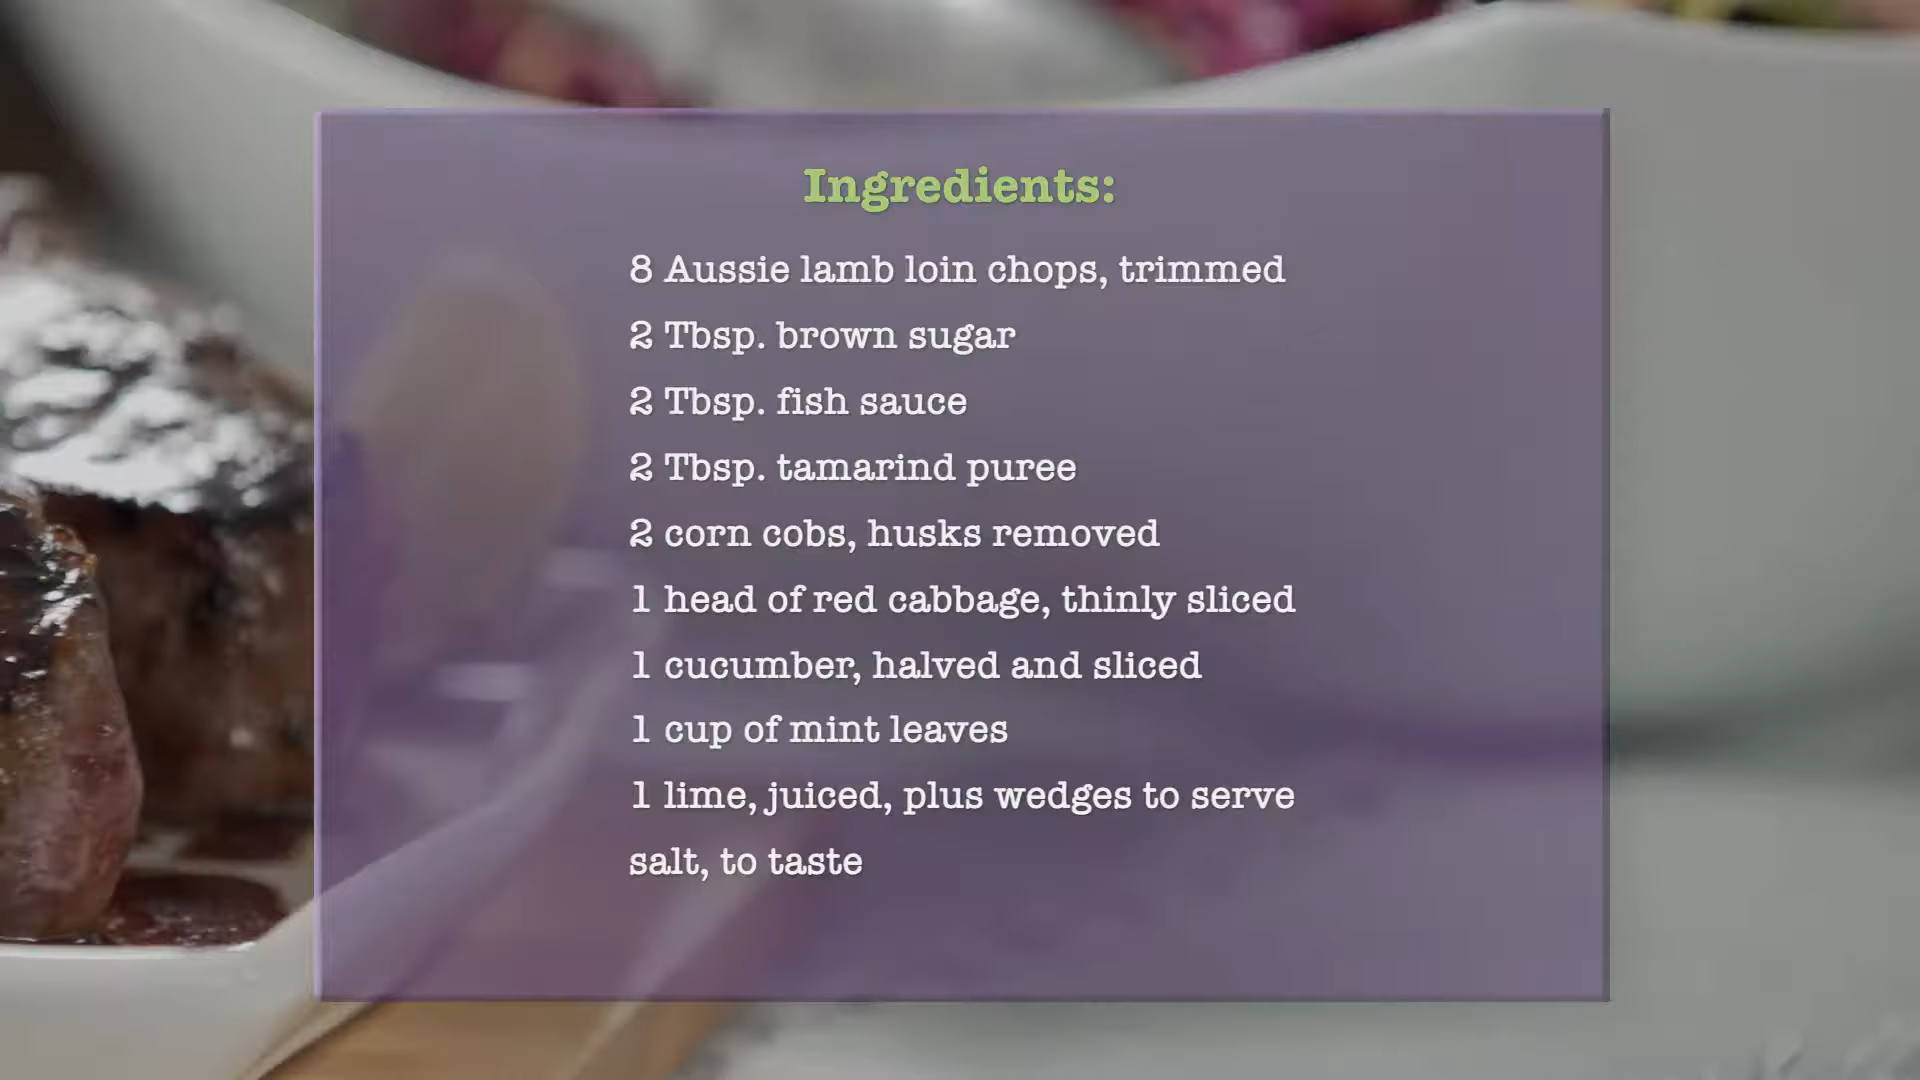 Ingredients:
8 Aussie lamb loin chops, trimmed
2 Tbsp. brown sugar
2 Tbsp. fish sauce
2 Tbsp. tamarind puree
2 corn cobs, husks removed
1 head of red cabbage, thinly sliced
1 cucumber, halved and sliced
1 cup of mint leaves
1 lime, juiced, plus wedges to serve
salt, to taste